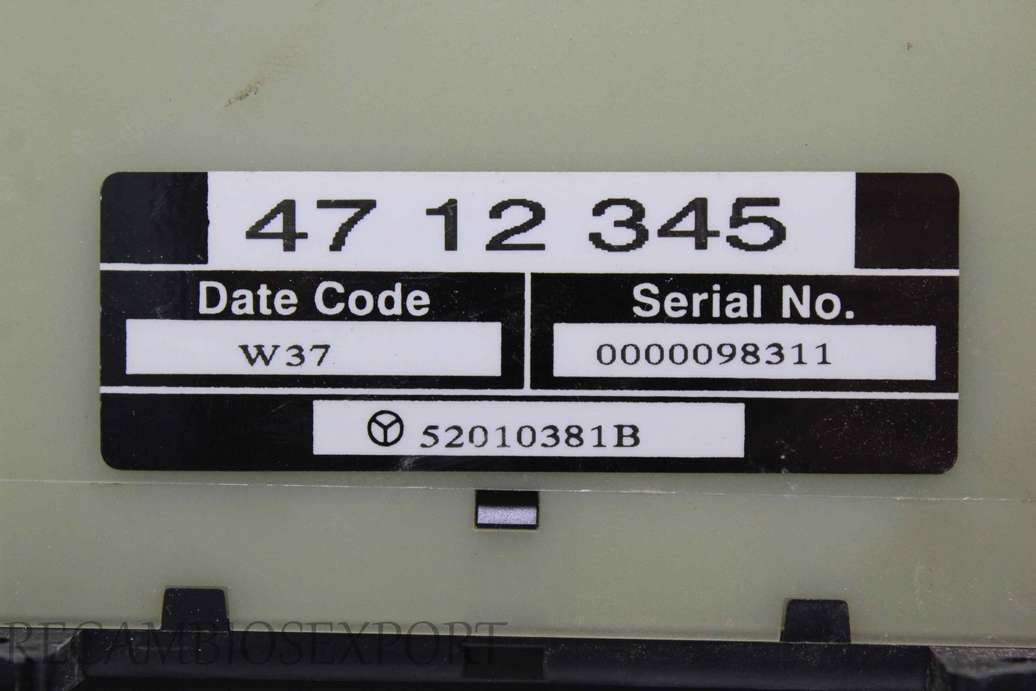 47 12 345
Date Code
Serial No.
W37
0000098311
52010381B
RECAMBIOSEXPORT